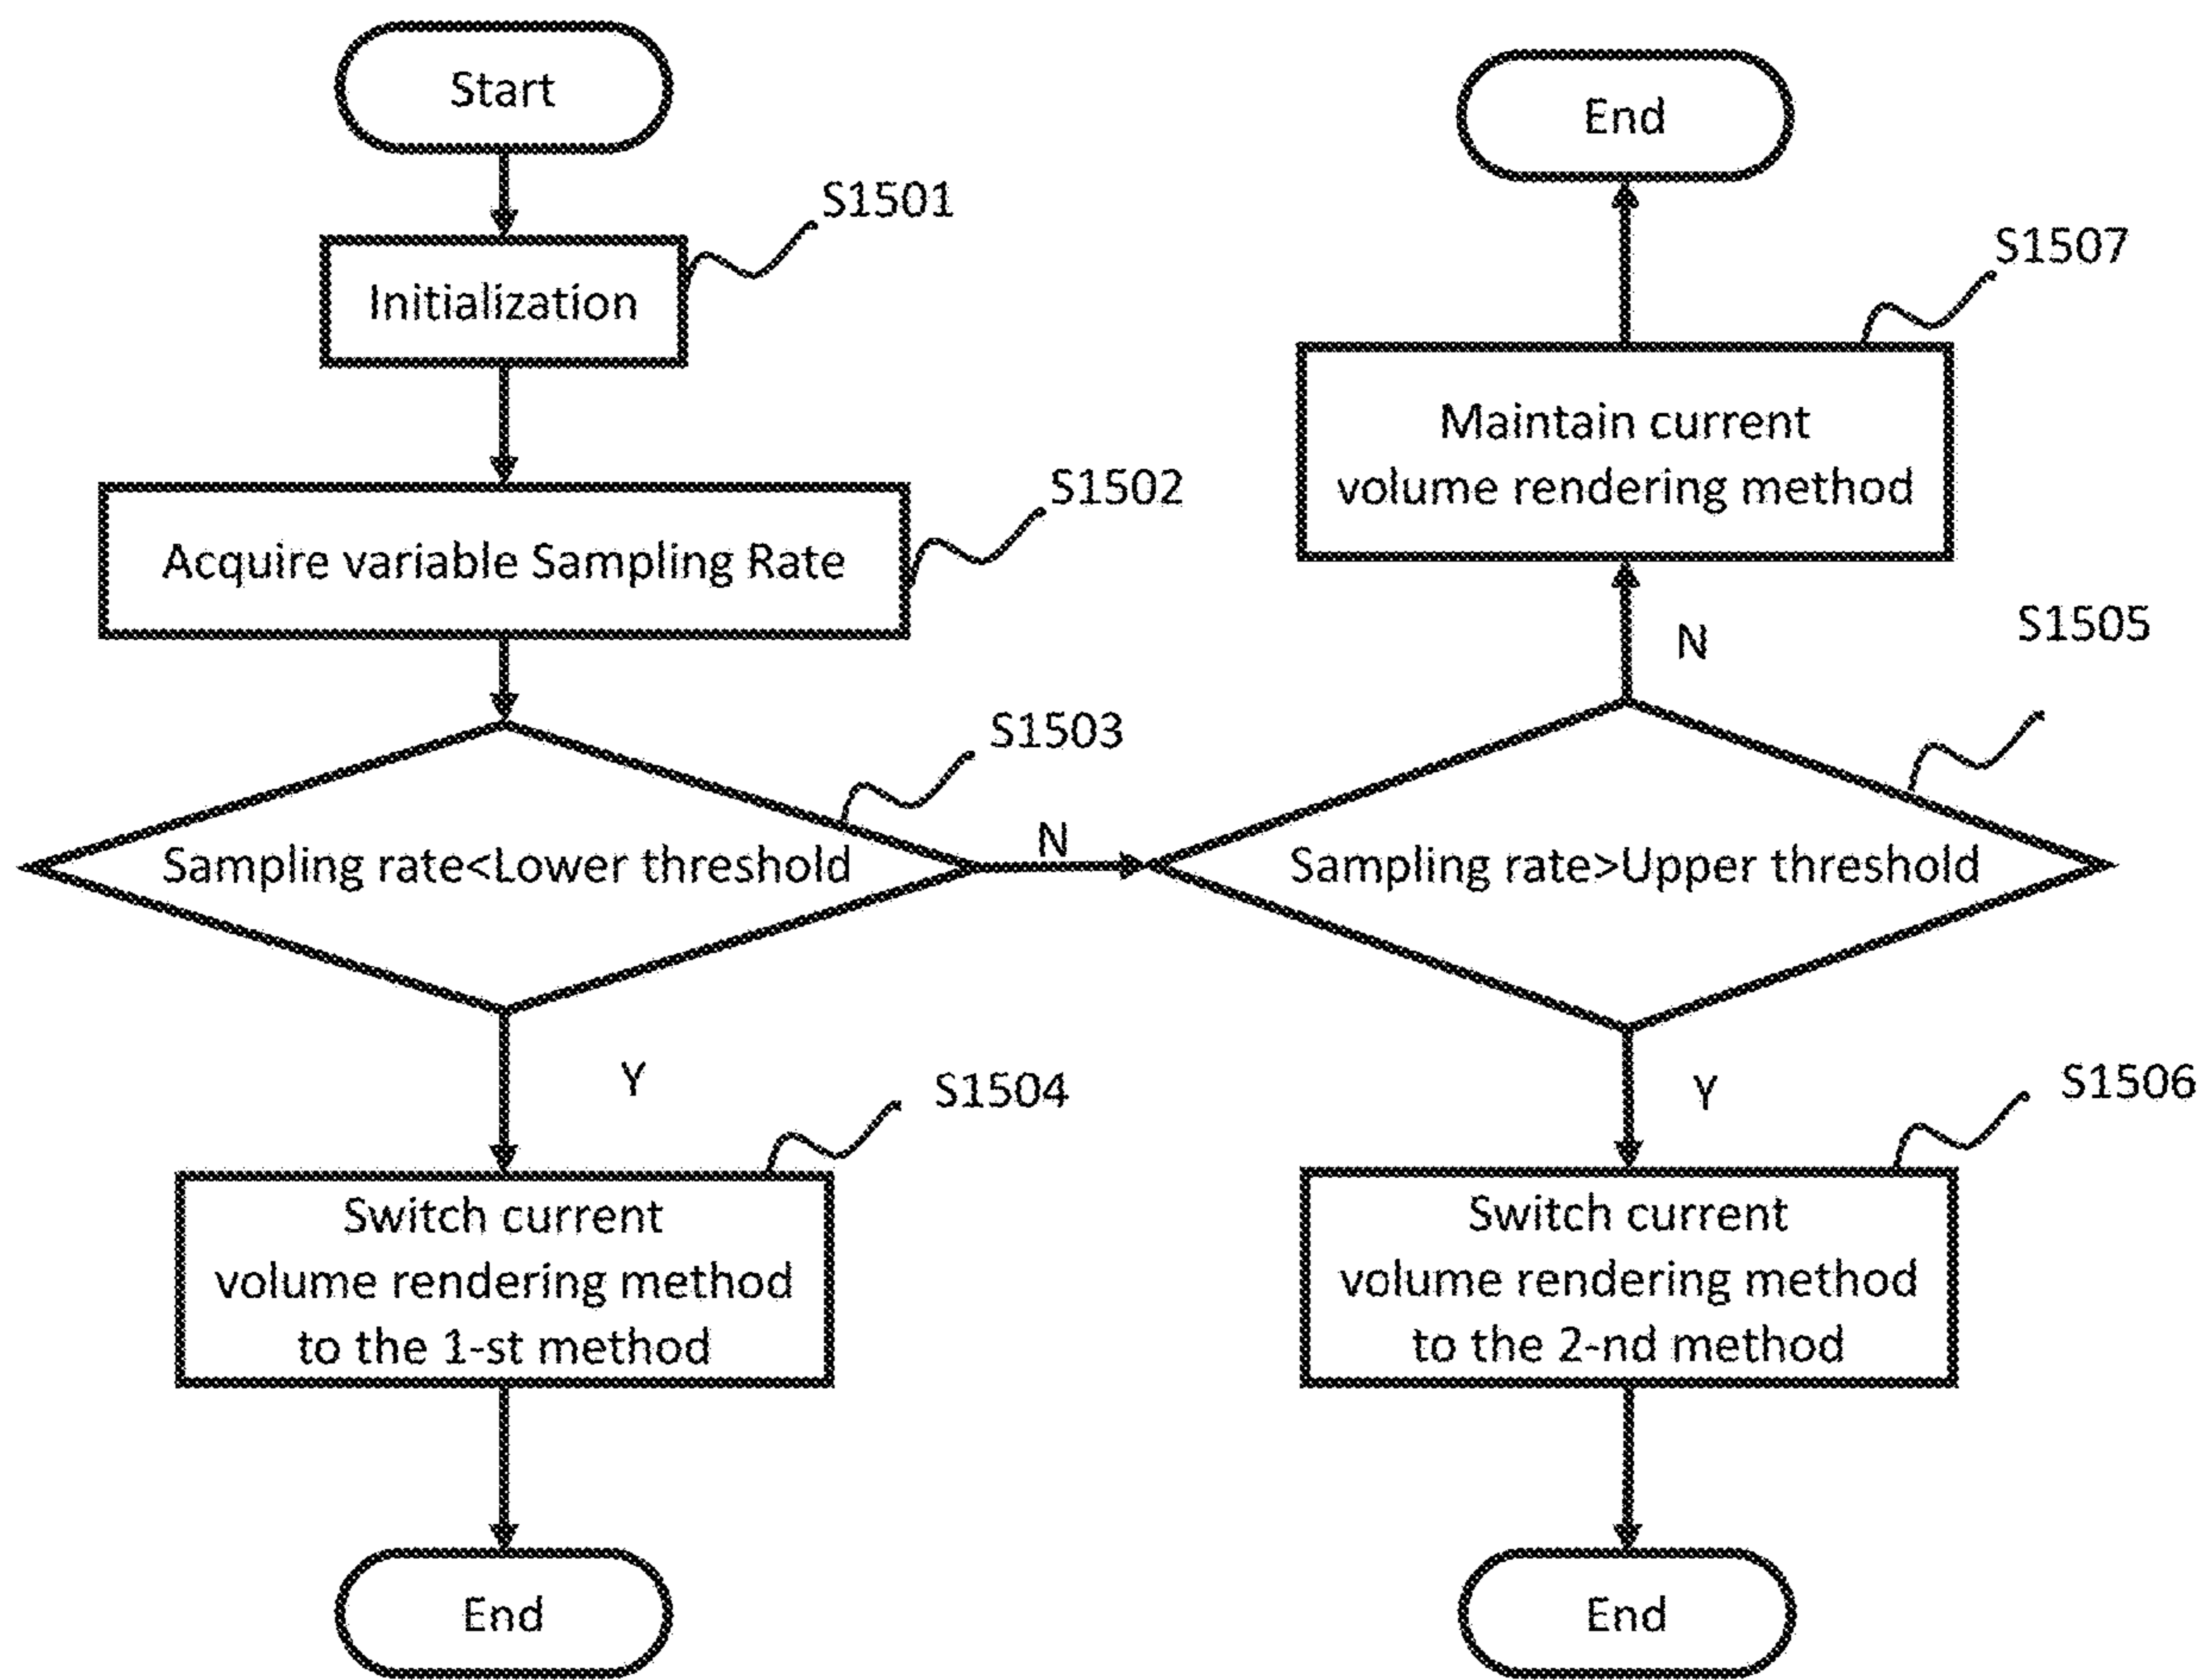 Start
S1501
Initialization
S1502
Acquire variable Sampling Rate
S1503
Sampling rate<Lower threshold
N
Y
S1504
Switch current
volume rendering method
to the 1-st method
End
End
S1507
Maintain current
volume rendering method
N
S1505
Sampling rate>Upper threshold
Y
S1506
Switch current
volume rendering method
to the 2-nd method
End